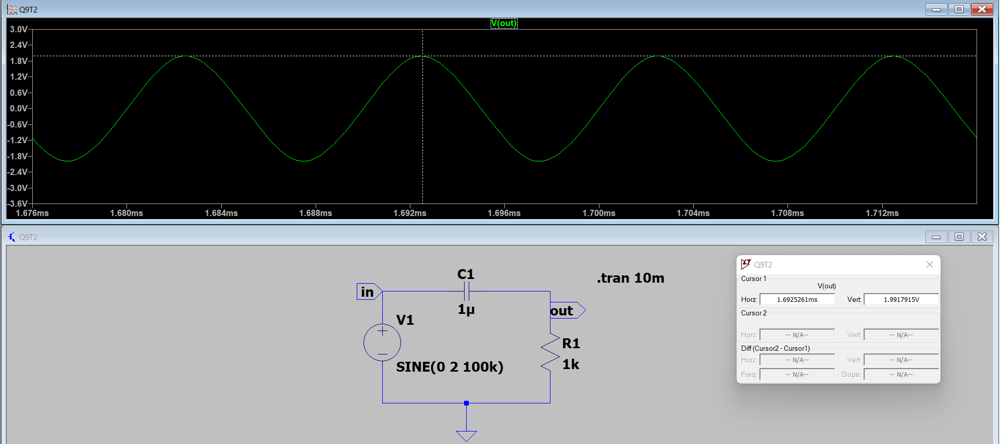 Q9T2
V(out)
3.0V
2.4V
1.8V
1.2V
0.6V
0.0V
-0.6V
-1.2V
-1.8V
-2.4V
-3.0V
-3.6V
1.676ms 1.680ms 1.684ms 1.688ms 1.692ms 1.696ms 1.700ms 1.704ms 1.708ms 1.712ms
Q9T2
C1
in
1µ
out
V1
SINE(0 2 100k)
R1
1k
.tran 10m
Q9T2
Cursor 1
V(out)
Horz: 1.6925261ms Vert: 1.9917915V
Cursor 2
Horz: -- N/A-- Vert: -- N/A--
Diff (Cursor2 - Cursor1)
Horz: -- N/A-- Vert: -- N/A--
Freq: -- N/A-- Slope: -- N/A--